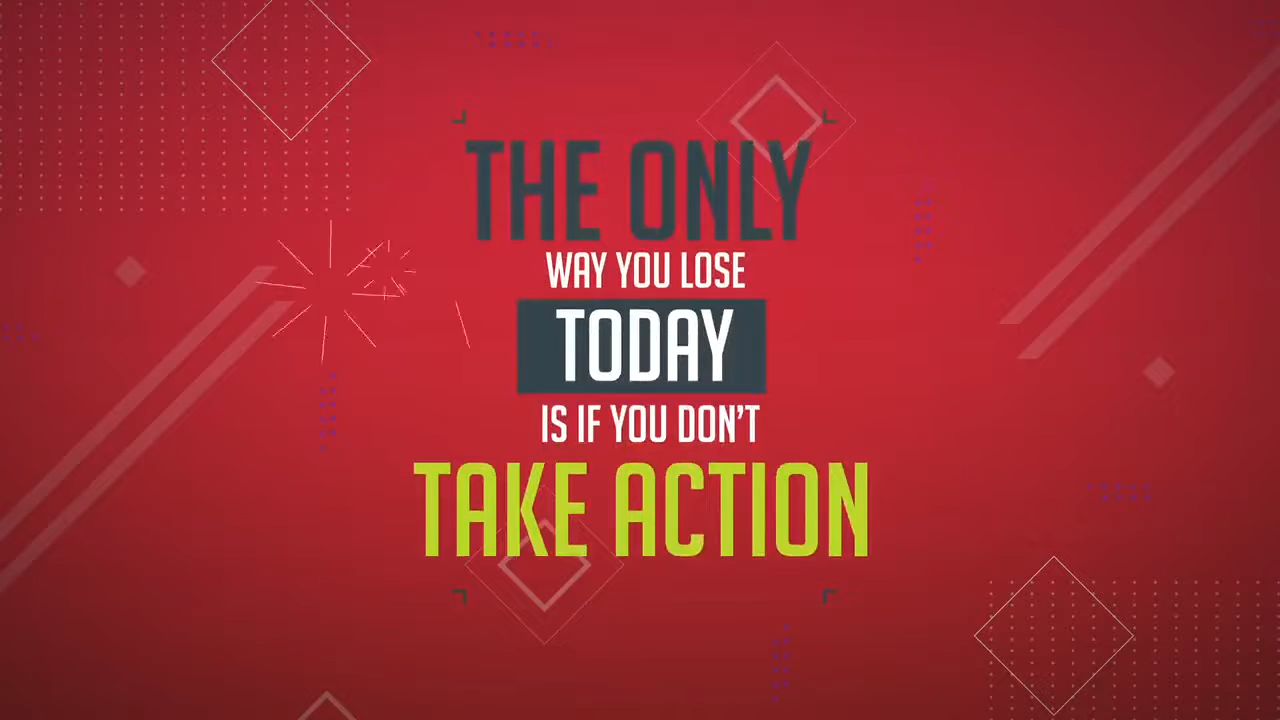 THE ONLY
WAY YOU LOSE
TODAY
IS IF YOU DON'T
TAKE ACTION